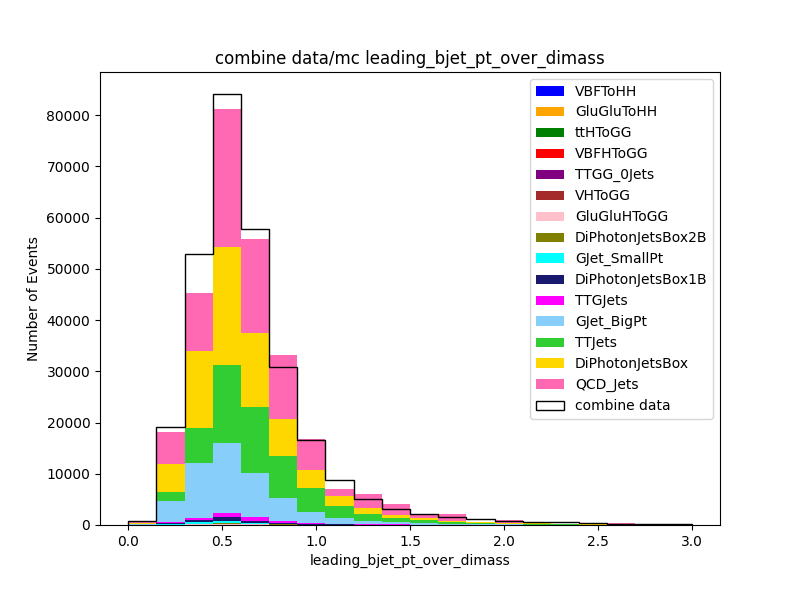 combine data/mc leading_bjet_pt_over_dimass
Number of Events
80000
70000
60000
50000
40000
30000
20000
10000
0
0.0
0.5
1.0
1.5
2.0
2.5
3.0
leading_bjet_pt_over_dimass
VBFToHH
GluGluToHH
ttHToGG
VBFHToGG
TTGG_0Jets
VHToGG
GluGluHToGG
DiPhotonJetsBox2B
GJet_SmallPt
DiPhotonJetsBox1B
TTGJets
GJet_BigPt
TTJets
DiPhotonJetsBox
QCD_Jets
combine data